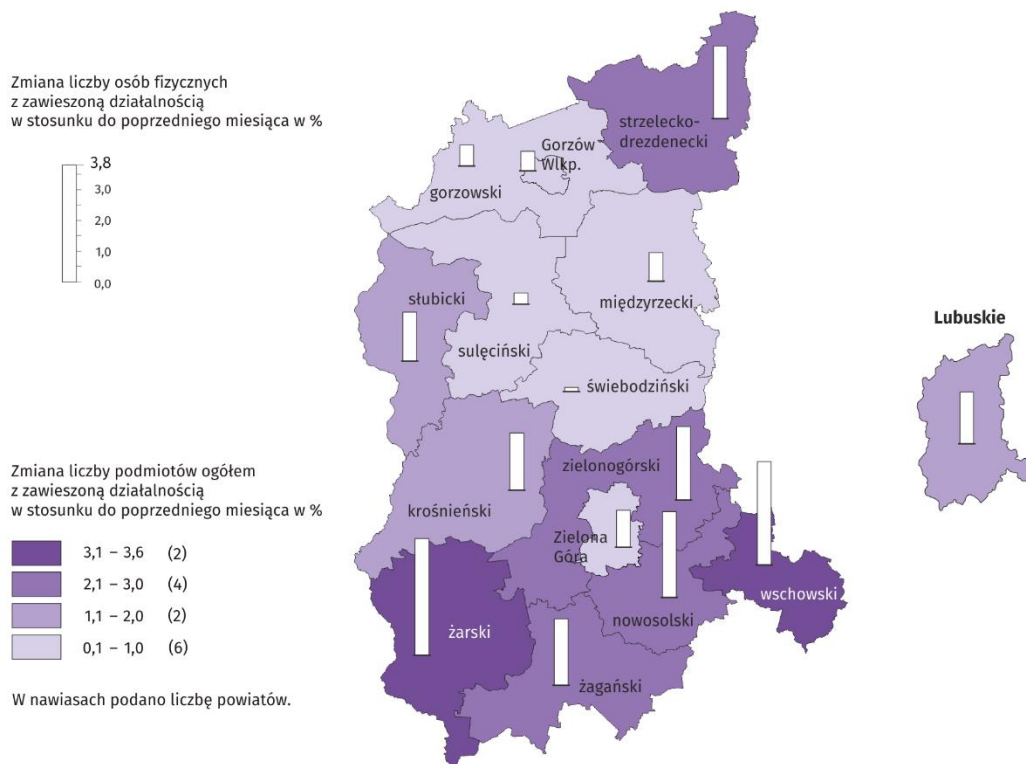 Zmiana liczby osób fizycznych
z zawieszoną działalnością
w stosunku do poprzedniego miesiąca w %
3,8
3,0
2,0
1,0
0,0
strzelecko-
drezdenecki
Gorzów
Wlkp.
gorzowski
słubicki
międzyrzecki
sulęciński
świebodziński
Lubuskie
zielonogórski
krośnieński
Zielona
Góra
wschowski
nowosolski
żarski
żagański
Zmiana liczby podmiotów ogółem
z zawieszoną działalnością
w stosunku do poprzedniego miesiąca w %
3,1 – 3,6 (2)
2,1 – 3,0 (4)
1,1 – 2,0 (2)
0,1 – 1,0 (6)
W nawiasach podano liczbę powiatów.